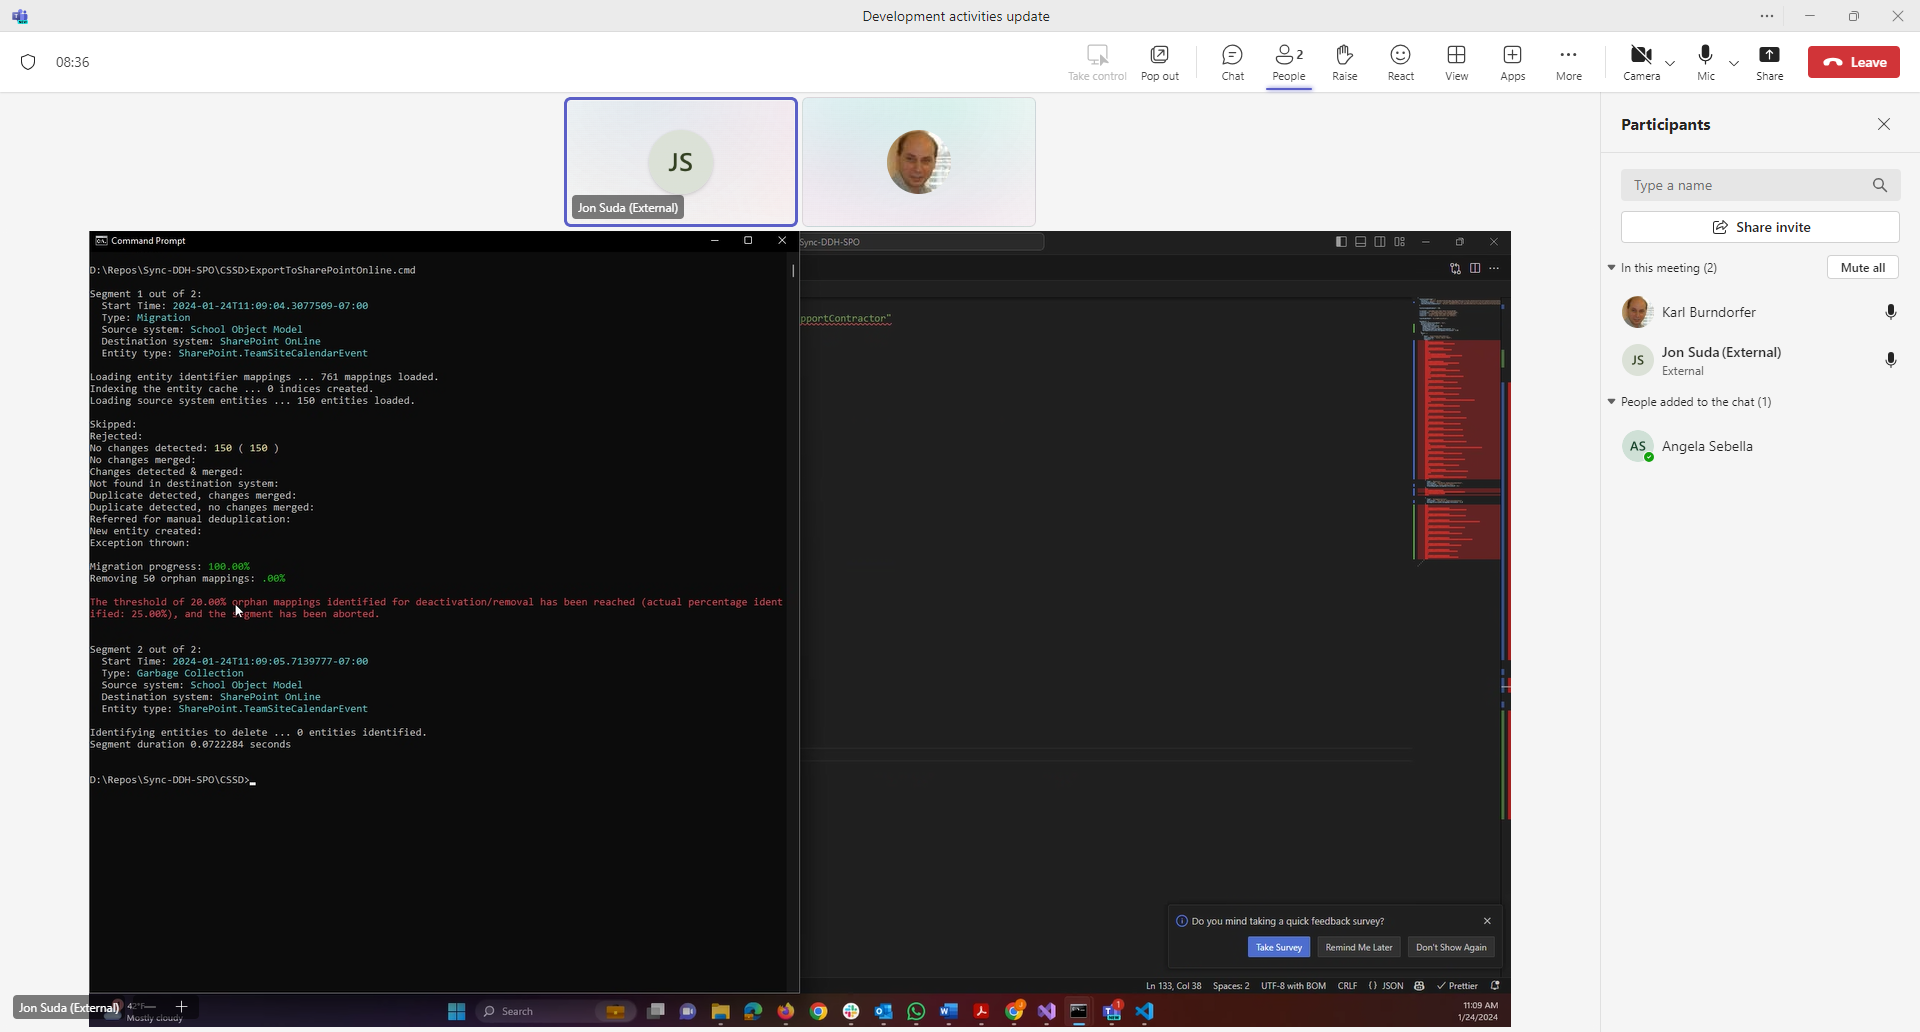 Development activities update
08:36
Take control
Pop out
Chat
2
People
Raise
React
View
Apps
More
Camera
Mic
Share
Leave
JS
Jon Suda (External)
Participants
Type a name
Share invite
In this meeting (2)
Mute all
Karl Burndorfer
JS
Jon Suda (External)
External
People added to the chat (1)
AS
Angela Sebella
Command Prompt
D:\Repos\Sync-DDH-SPO\CSSD>ExportToSharePointOnline.cmd
Segment 1 out of 2:
Start Time: 2024-01-24T11:09:04.3077509-07:00
Type: Migration
Source system: School Object Model
Destination system: SharePoint OnLine
Entity type: SharePoint.TeamSiteCalendarEvent
Loading entity identifier mappings ... 761 mappings loaded.
Indexing the entity cache ... 0 indices created.
Loading source system entities ... 150 entities loaded.
Skipped:
Rejected:
No changes detected: 150 ( 150 )
No changes merged:
Changes detected & merged:
Not found in destination system:
Duplicate detected, changes merged:
Duplicate detected, no changes merged:
Referred for manual deduplication:
New entity created:
Exception thrown:
Migration progress: 100.00%
Removing 50 orphan mappings: .00%
The threshold of 20.00% orphan mappings identified for deactivation/removal has been reached (actual percentage ident
ified: 25.00%), and the segment has been aborted.
Segment 2 out of 2:
Start Time: 2024-01-24T11:09:05.7139777-07:00
Type: Garbage Collection
Source system: School Object Model
Destination system: SharePoint OnLine
Entity type: SharePoint.TeamSiteCalendarEvent
Identifying entities to delete ... 0 entities identified.
Segment duration 0.0722284 seconds
D:\Repos\Sync-DDH-SPO\CSSD>
Sync-DDH-SPO
pportContractor"
Do you mind taking a quick feedback survey?
Take Survey
Remind Me Later
Don't Show Again
Ln 133, Col 38
Spaces: 2
UTF-8 with BOM
CRLF
{ } JSON
Prettier
Jon Suda (External)
42°F
Mostly cloudy
Search
1
11:09 AM
1/24/2024